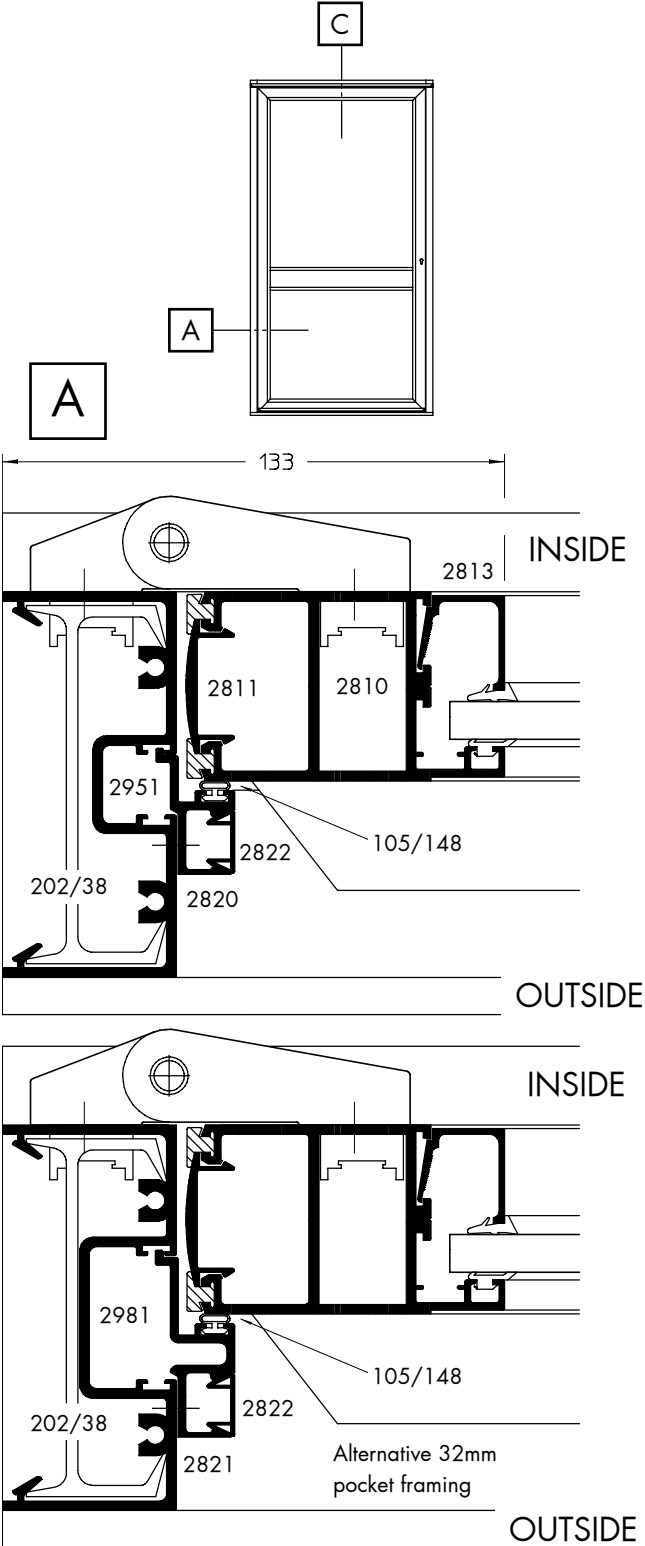 C
A
A
133
INSIDE
2813
2811
2810
2951
105/148
2822
202/38
2820
OUTSIDE
INSIDE
2981
105/148
2822
202/38
2821
Alternative 32mm
pocket framing
OUTSIDE